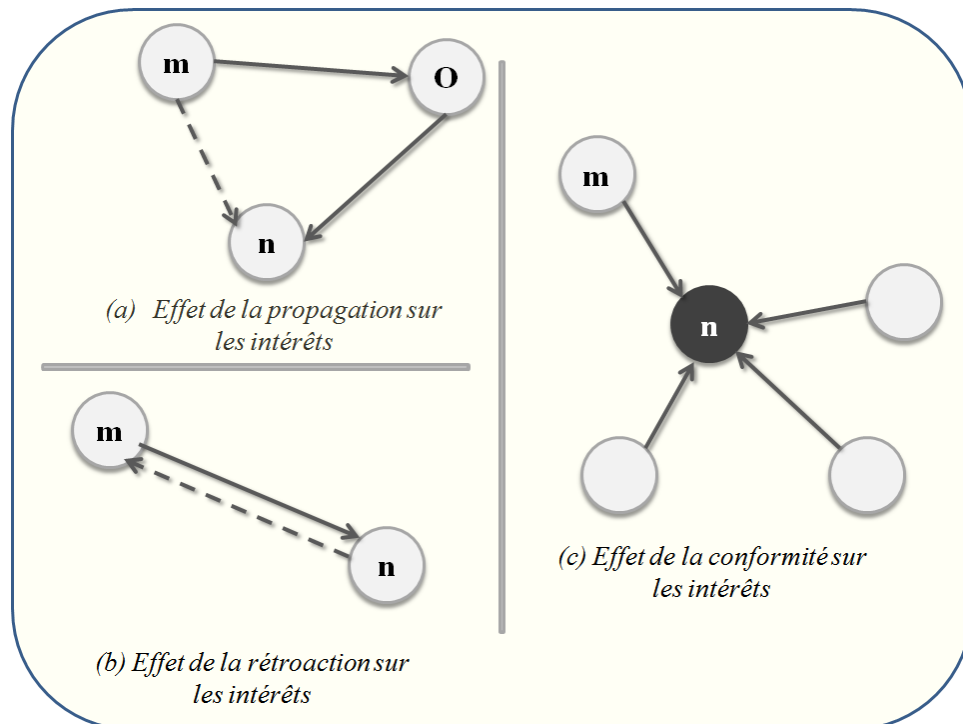 m
O
n
(a) Effet de la propagation sur
les intérêts
m
n
(b) Effet de la rétroaction sur
les intérêts
m
n
(c) Effet de la conformité sur
les intérêts